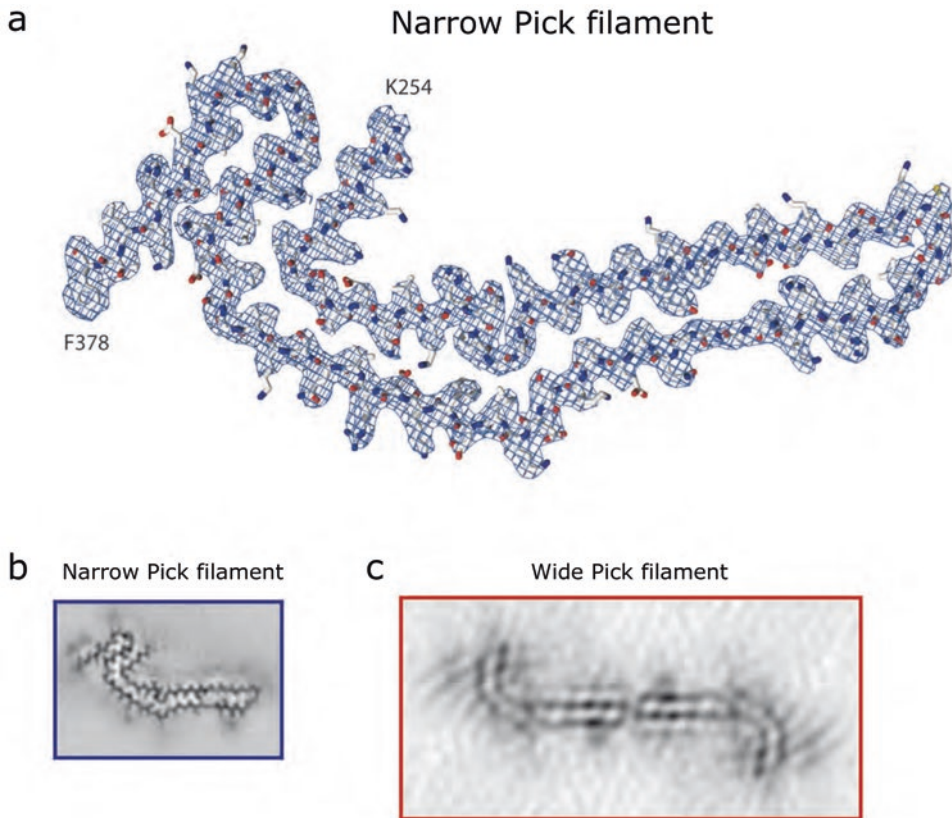 a
Narrow Pick filament
K254
F378
b
Narrow Pick filament
c
Wide Pick filament